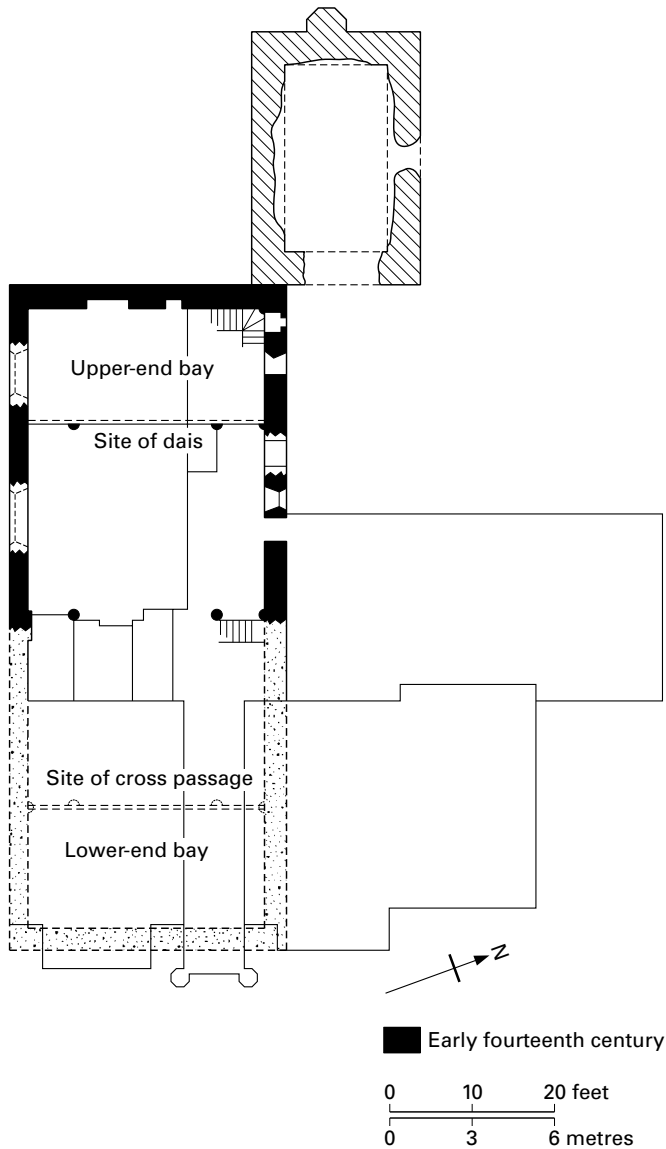 Upper-end bay
Site of dais
Site of cross passage
Lower-end bay
N
Early fourteenth century
0 10 20 feet
0 3 6 metres